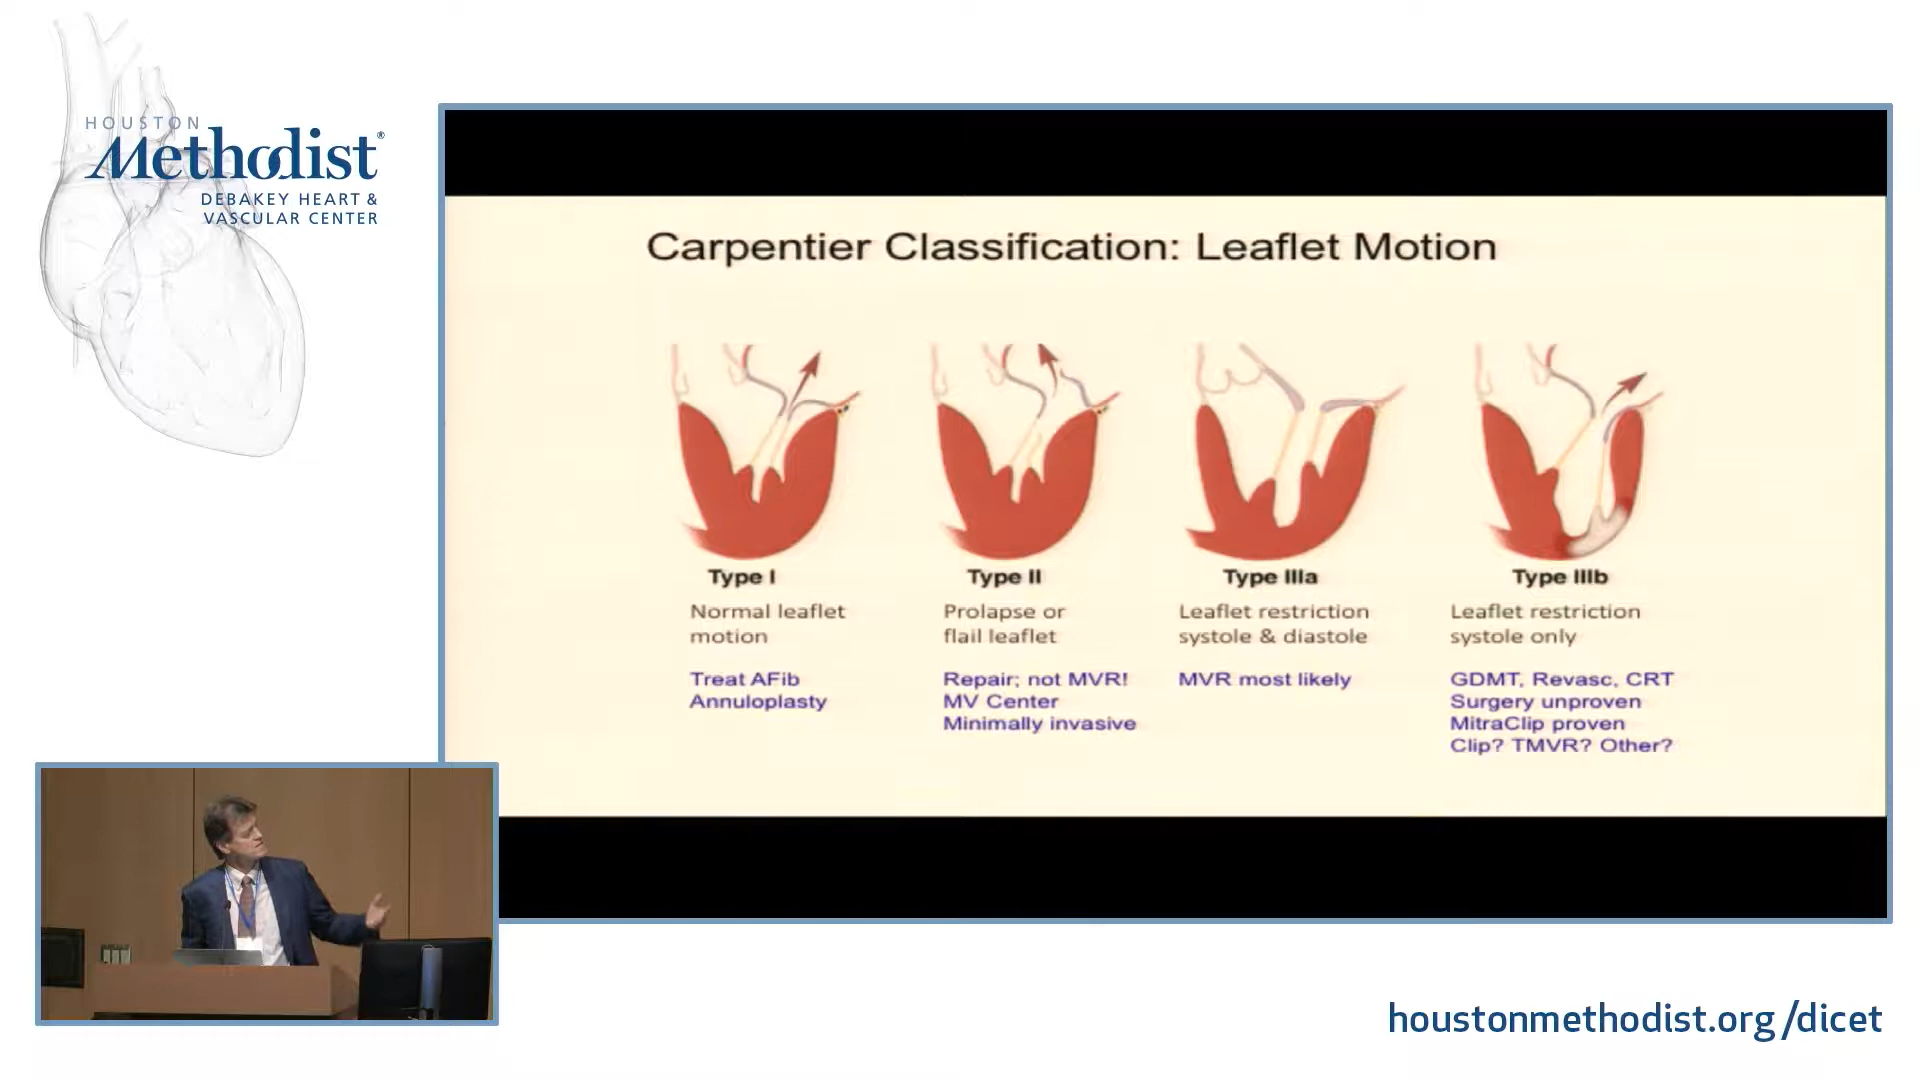 HOUSTON
Methodist®
DEBAKEY HEART &
VASCULAR CENTER
Carpentier Classification: Leaflet Motion
Type I
Normal leaflet
motion
Treat AFib
Annuloplasty
Type II
Prolapse or
flail leaflet
Repair; not MVR!
MV Center
Minimally invasive
Type IIIa
Leaflet restriction
systole & diastole
MVR most likely
Type IIIb
Leaflet restriction
systole only
GDMT, Revasc, CRT
Surgery unproven
MitraClip proven
Clip? TMVR? Other?
houstonmethodist.org/dicet